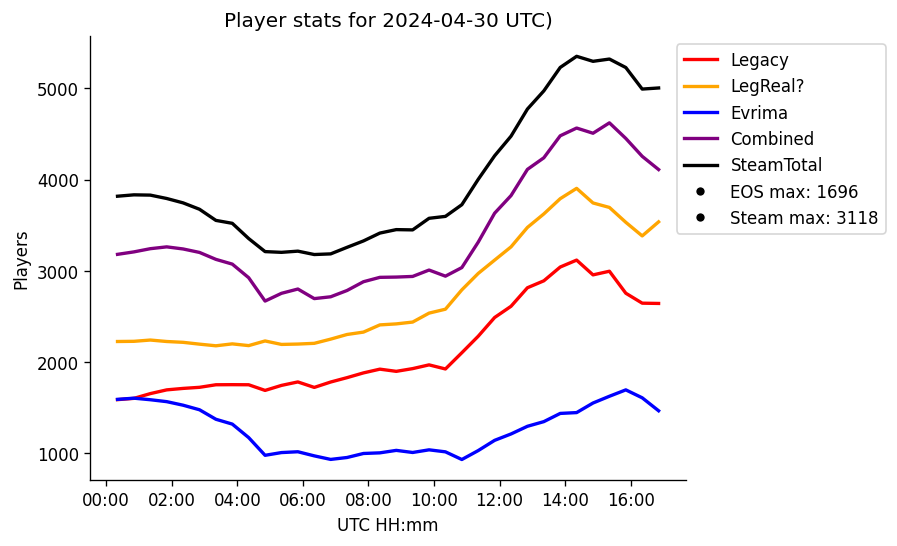 Player stats for 2024-04-30 UTC)
Legacy
LegReal?
Evrima
Combined
SteamTotal
EOS max: 1696
Steam max: 3118
5000
4000
3000
2000
1000
Players
00:00 02:00 04:00 06:00 08:00 10:00 12:00 14:00 16:00
UTC HH:mm